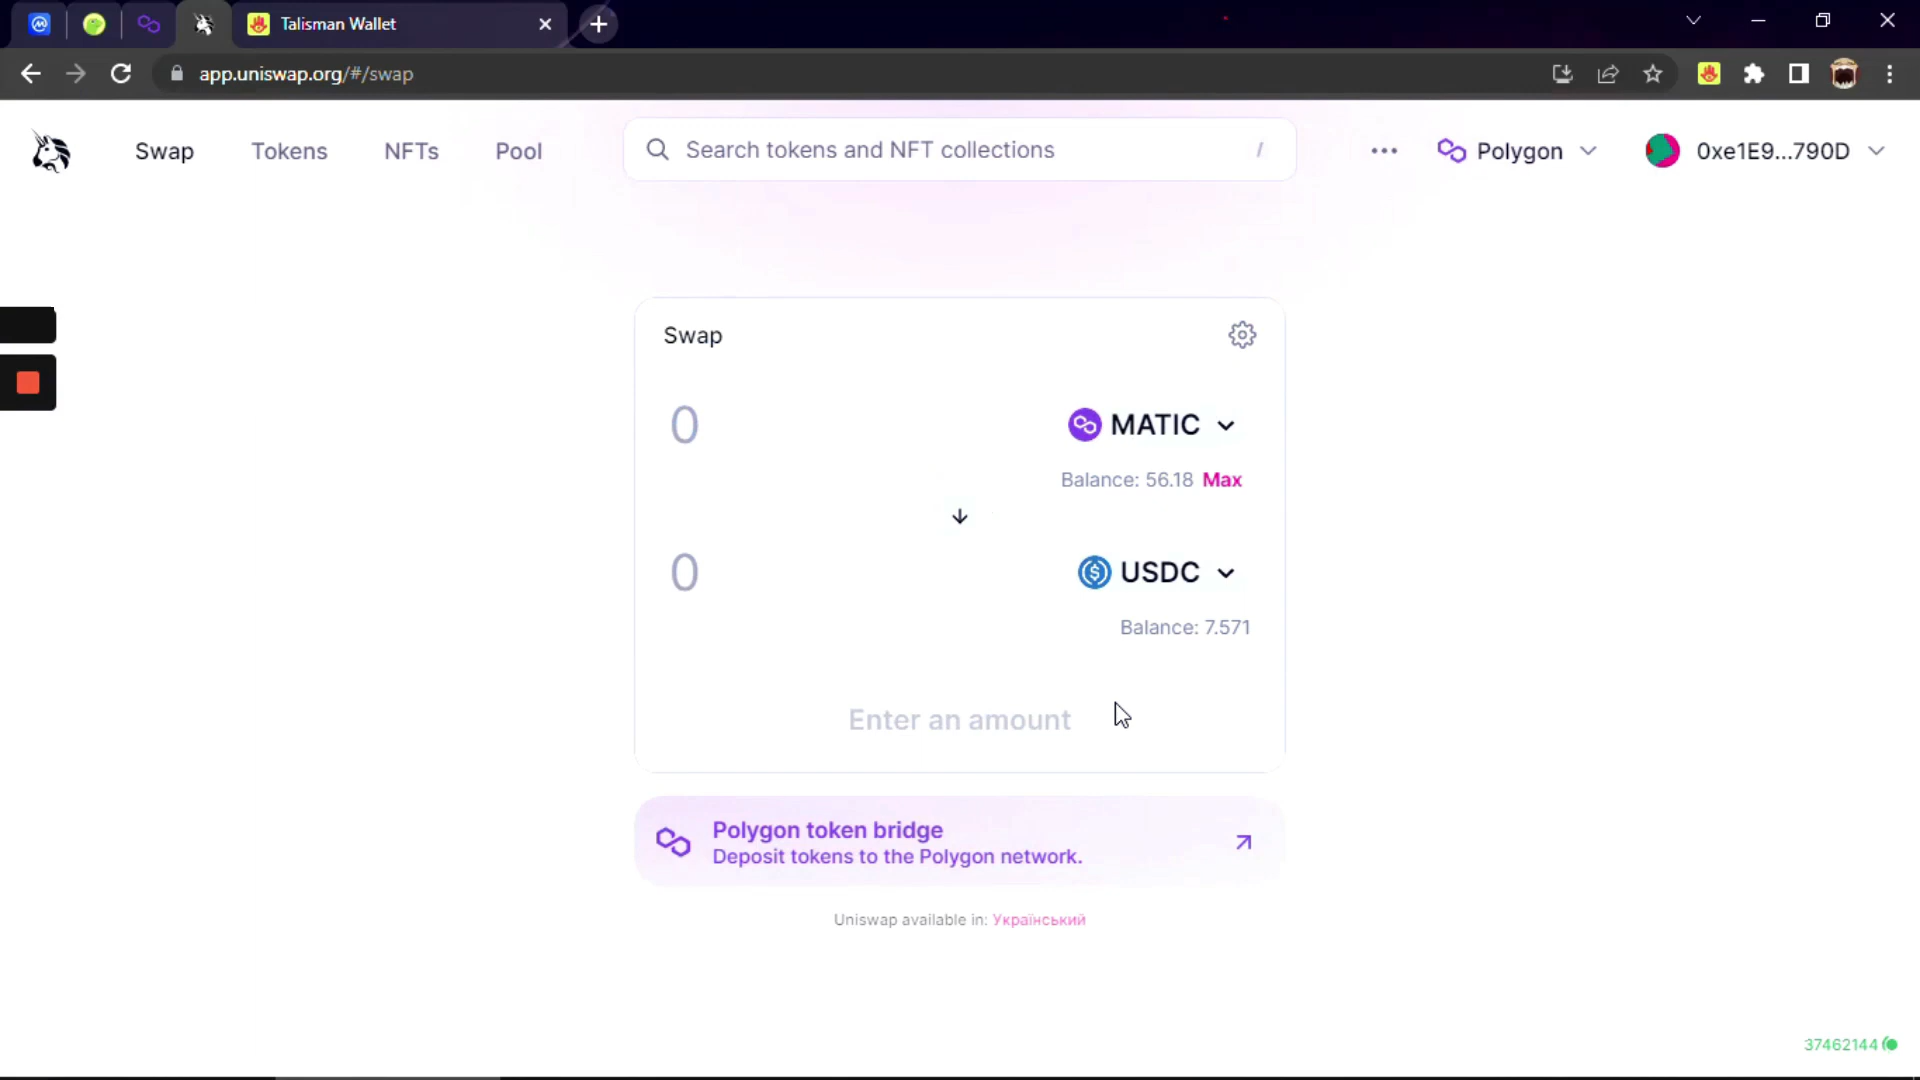 Talisman Wallet
app.uniswap.org/#/swap
Swap Tokens NFTs Pool Search tokens and NFT collections / Polygon 0xe1E9...790D
Swap
0 MATIC
Balance: 56.18 Max
0 USDC
Balance: 7.571
Enter an amount
Polygon token bridge
Deposit tokens to the Polygon network.
Uniswap available in: Український
37462144